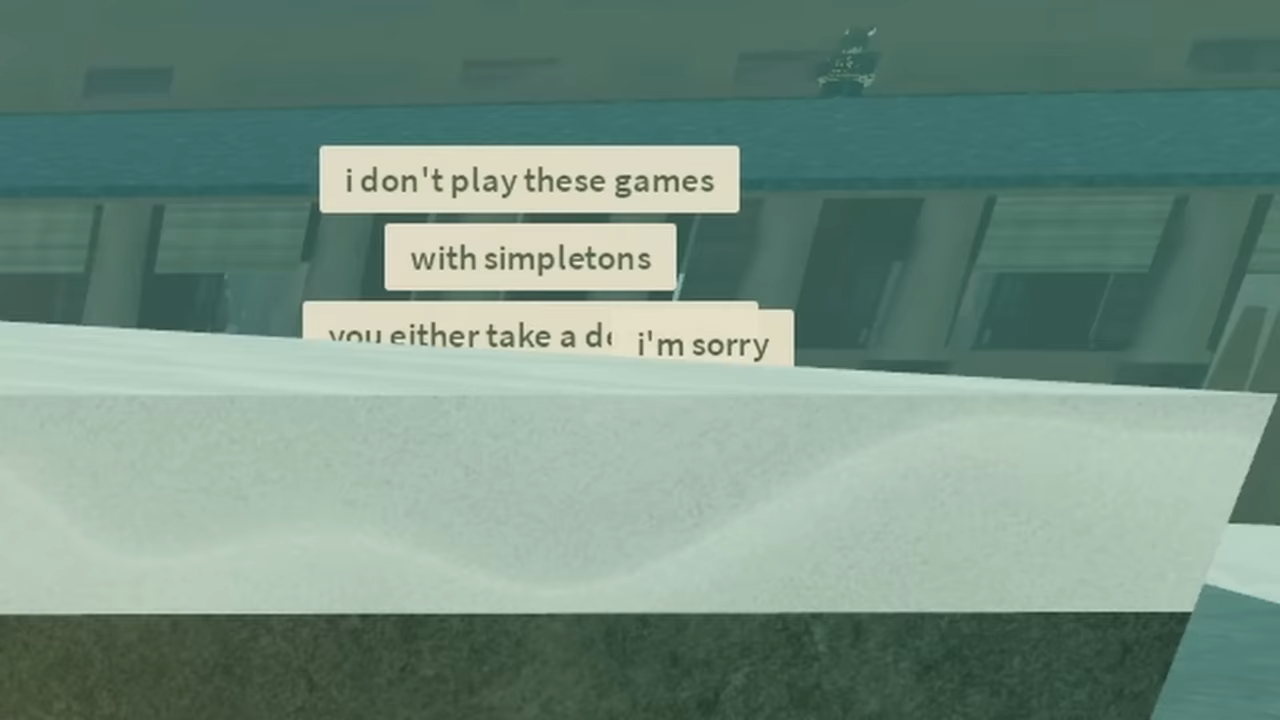 i don't play these games
with simpletons
you either take a
i'm sorry